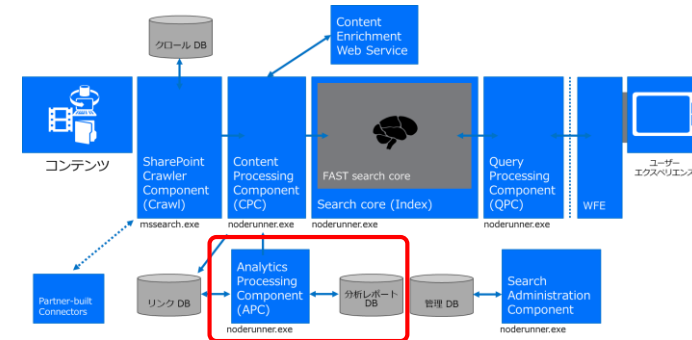 クロール DB
Content
Enrichment
Web Service
コンテンツ
SharePoint
Crawler
Component
(Crawl)
mssearch.exe
Content
Processing
Component
(CPC)
noderunner.exe
FAST search core
Search core (Index)
noderunner.exe
Query
Processing
Component
(QPC)
noderunner.exe
WFE
ユーザー
エクスペリエンス
Partner-built
Connectors
リンク DB
Analytics
Processing
Component
(APC)
noderunner.exe
分析レポート
DB
管理 DB
Search
Administration
Component
noderunner.exe